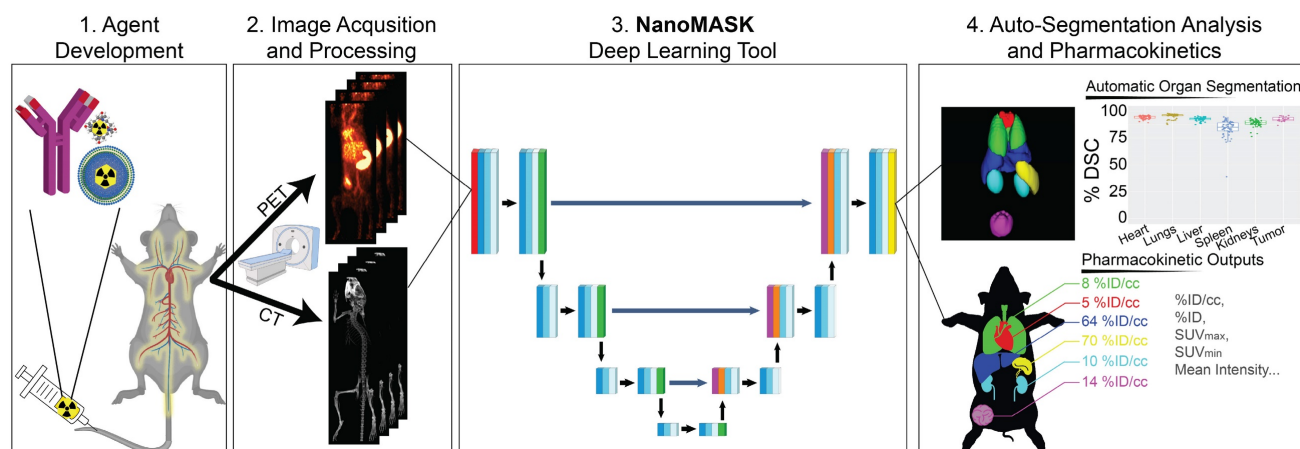 1. Agent
Development
2. Image Acqusition
and Processing
3. NanoMASK
Deep Learning Tool
4. Auto-Segmentation Analysis
and Pharmacokinetics
PET
CT
Automatic Organ Segmentation
% DSC
100
75
50
25
0
Heart
Lungs
Liver
Spleen
Kidneys
Tumor
Pharmacokinetic Outputs
8 %ID/cc
5 %ID/cc
64 %ID/cc
70 %ID/cc
10 %ID/cc
14 %ID/cc
%ID/cc,
%ID,
SUVmax,
SUVmin
Mean Intensity...